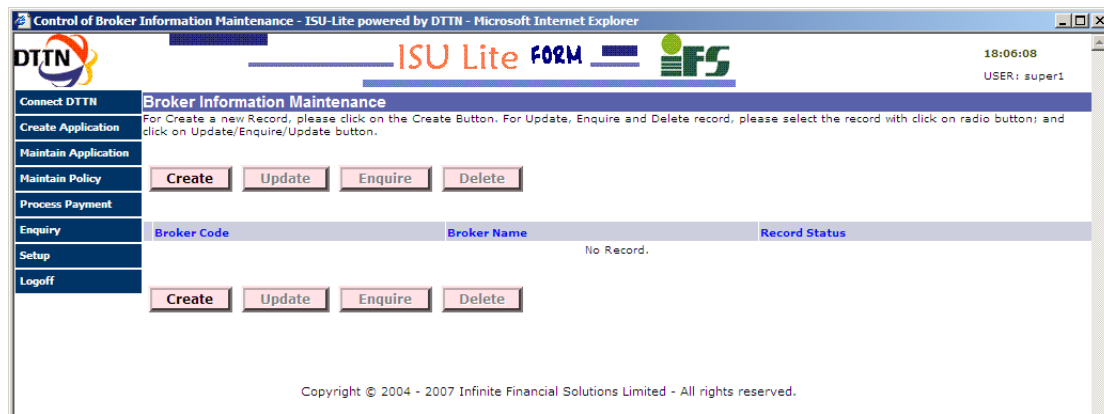 Control of Broker Information Maintenance - ISU-Lite powered by DTTN - Microsoft Internet Explorer
DTTN
ISU Lite FORM
iFS
18:06:08
USER: super1
Connect DTTN
Create Application
Maintain Application
Maintain Policy
Process Payment
Enquiry
Setup
Logoff
Broker Information Maintenance
For Create a new Record, please click on the Create Button. For Update, Enquire and Delete record, please select the record with click on radio button; and
click on Update/Enquire/Update button.
Create Update Enquire Delete
Broker Code Broker Name Record Status
No Record.
Create Update Enquire Delete
Copyright © 2004 - 2007 Infinite Financial Solutions Limited - All rights reserved.